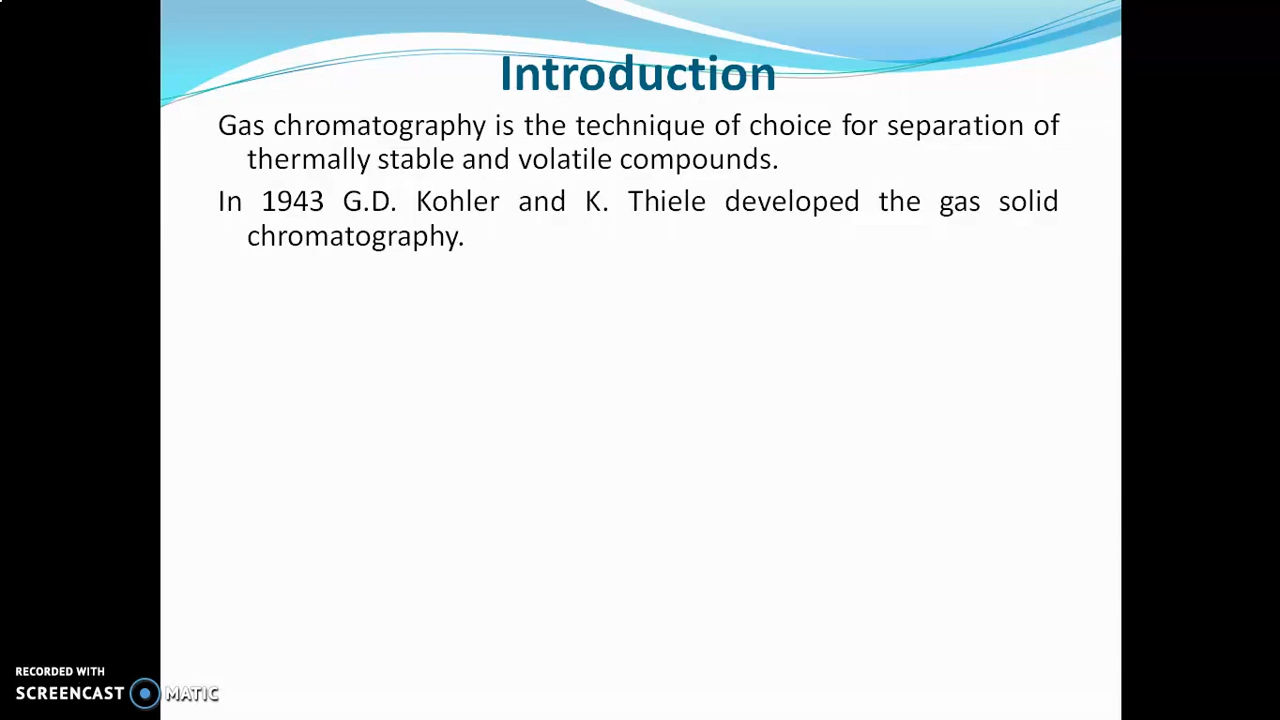 Introduction
Gas chromatography is the technique of choice for separation of
thermally stable and volatile compounds.
In 1943 G.D. Kohler and K. Thiele developed the gas solid
chromatography.
RECORDED WITH
SCREENCAST MATIC